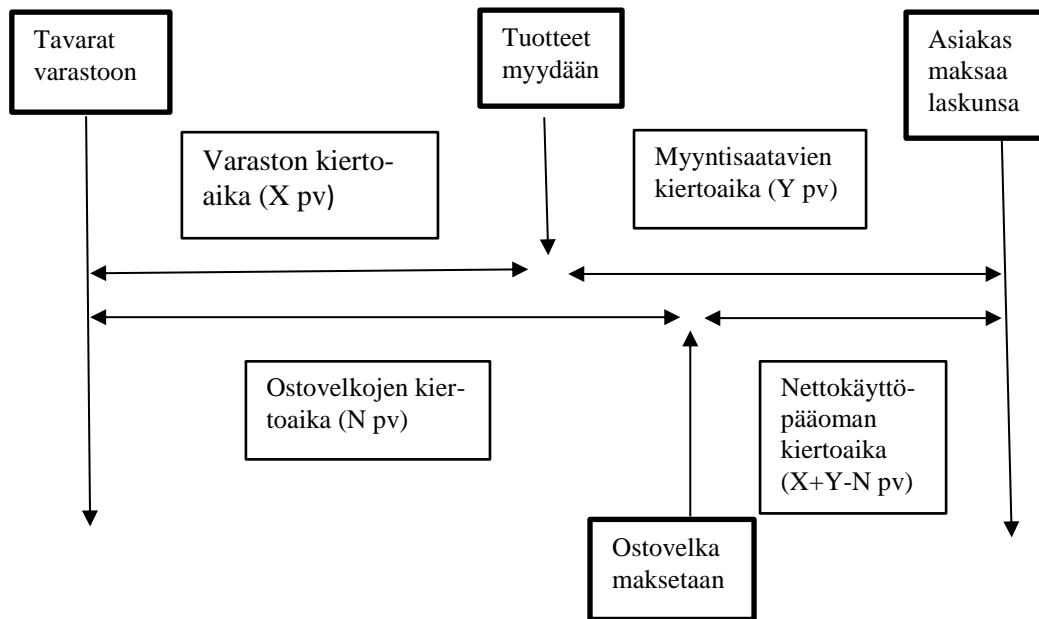 Tavarat
varastoon
Tuotteet
myydään
Asiakas
maksaa
laskunsa
Varaston kierto-
aika (X pv)
Myyntisaatavien
kiertoaika (Y pv)
Ostovelkojen kier-
toaika (N pv)
Nettokäyttö-
pääoman
kiertoaika
(X+Y-N pv)
Ostovelka
maksetaan